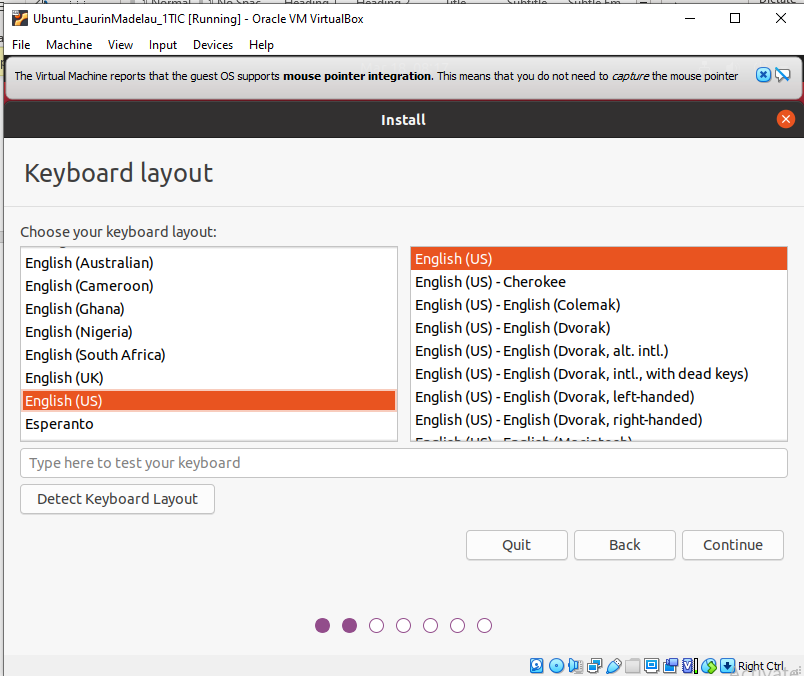 Ubuntu_LaurinMadelau_1TIC [Running] - Oracle VM VirtualBox
File Machine View Input Devices Help
The Virtual Machine reports that the guest OS supports mouse pointer integration. This means that you do not need to capture the mouse pointer
Install
Keyboard layout
Choose your keyboard layout:
English (Australian)
English (Cameroon)
English (Ghana)
English (Nigeria)
English (South Africa)
English (UK)
English (US)
Esperanto
English (US)
English (US) - Cherokee
English (US) - English (Colemak)
English (US) - English (Dvorak)
English (US) - English (Dvorak, alt. intl.)
English (US) - English (Dvorak, intl., with dead keys)
English (US) - English (Dvorak, left-handed)
English (US) - English (Dvorak, right-handed)
English (US) - English (Macintosh)
Type here to test your keyboard
Detect Keyboard Layout
Quit Back Continue
Right Ctrl